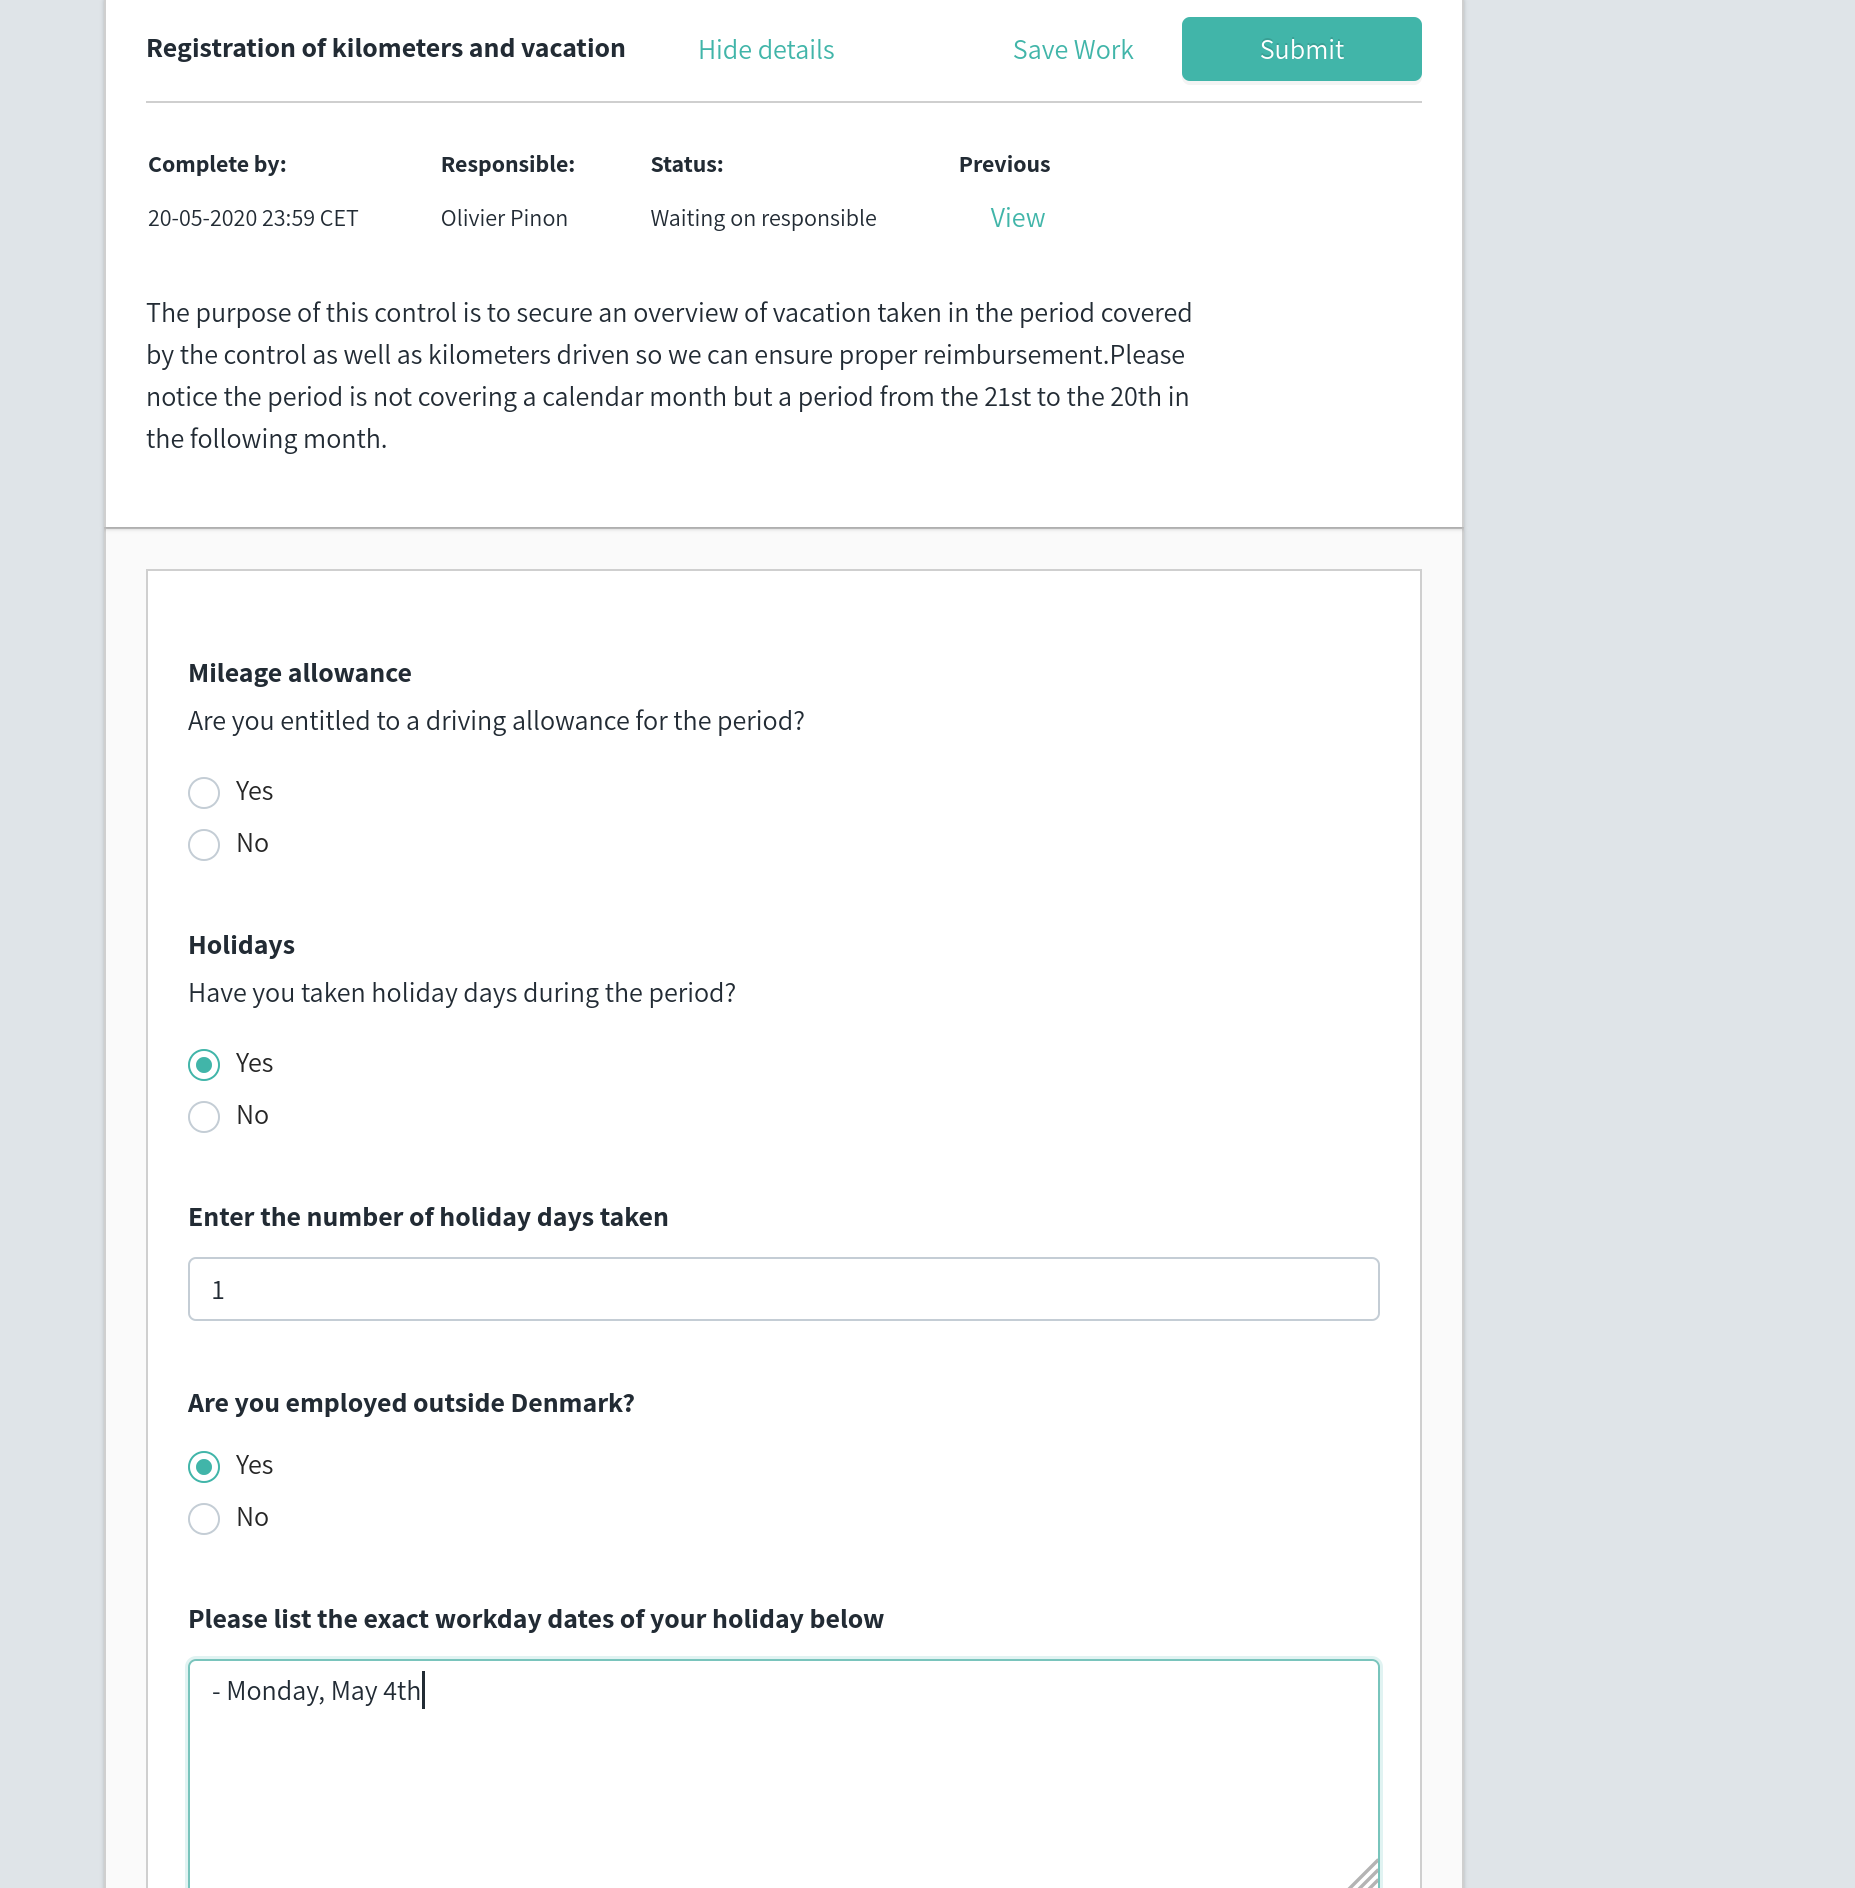 Registration of kilometers and vacation Hide details Save Work Submit
Complete by: Responsible: Status: Previous
20-05-2020 23:59 CET Olivier Pinon Waiting on responsible View
The purpose of this control is to secure an overview of vacation taken in the period covered
by the control as well as kilometers driven so we can ensure proper reimbursement.Please
notice the period is not covering a calendar month but a period from the 21st to the 20th in
the following month.
Mileage allowance
Are you entitled to a driving allowance for the period?
Yes
No
Holidays
Have you taken holiday days during the period?
Yes
No
Enter the number of holiday days taken
1
Are you employed outside Denmark?
Yes
No
Please list the exact workday dates of your holiday below
- Monday, May 4th